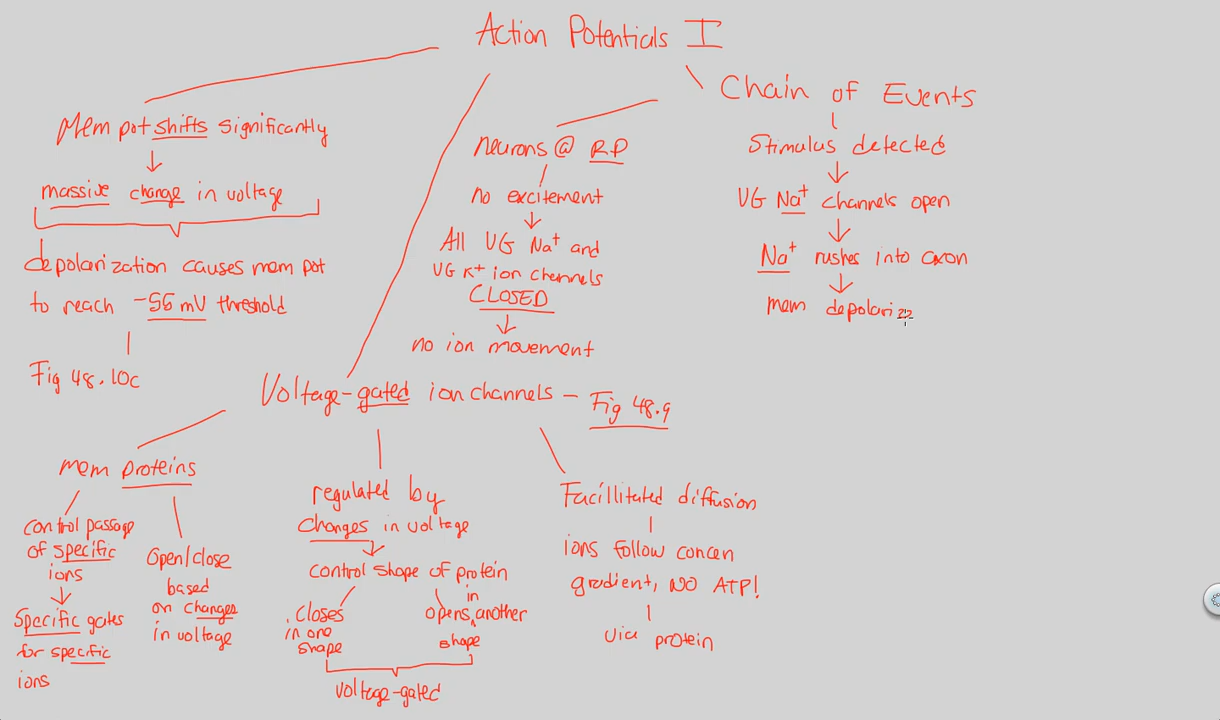 Action Potentials I
Mem pot shifts significantly
massive change in voltage
depolarization causes mem pot
to reach -56 mV threshold
Fig 48.10c
neurons @ RP
no excitement
All VG Na+ and
VG K+ ion channels
CLOSED
no ion movement
Chain of Events
Stimulus detected
VG Na+ channels open
Na+ rushes into axon
mem depolarizz
Voltage-gated ion channels - Fig 48.9
mem proteins
control passage
of specific
ions
Specific gates
for specific
ions
Open/close
based
on changes
in voltage
regulated by
changes in voltage
control shape of protein
closes
in one
shape
opens in another
shape
voltage-gated
Facillitated diffusion
ions follow concen
gradient, NO ATP!
via protein